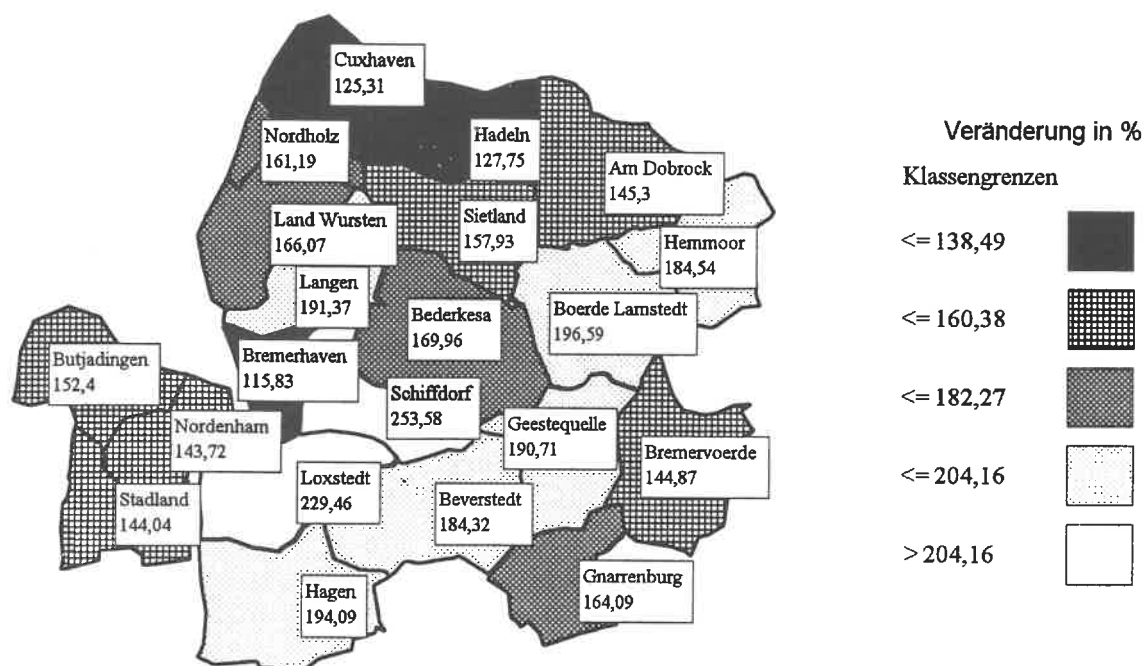 Cuxhaven
125,31
Nordholz
161,19
Hadeln
127,75
Am Dobrock
145,3
Land Wursten
166,07
Sietland
157,93
Hemmoor
184,54
Langen
191,37
Bederkesa
169,96
Boerde Lamstedt
196,59
Butjadingen
152,4
Bremerhaven
115,83
Schiffdorf
253,58
Nordenham
143,72
Geestequelle
190,71
Bremervoerde
144,87
Stadland
144,04
Loxstedt
229,46
Beverstedt
184,32
Hagen
194,09
Gnarrenburg
164,09
Veränderung in %
Klassengrenzen
<= 138,49
<= 160,38
<= 182,27
<= 204,16
> 204,16